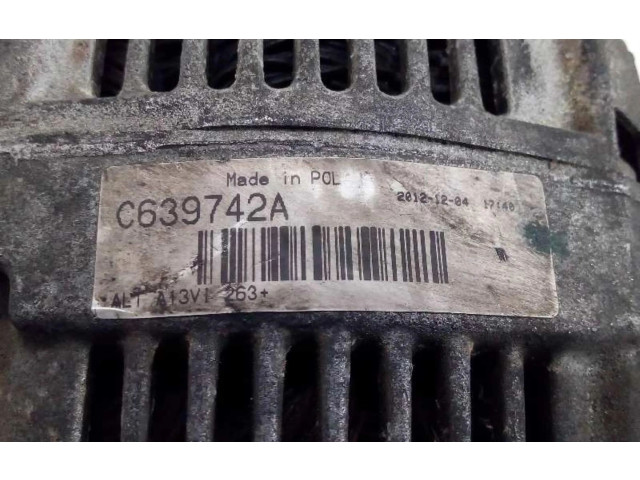 Made in POL
2012-12-04 17:40
C639742A
ALT A13VI 263+